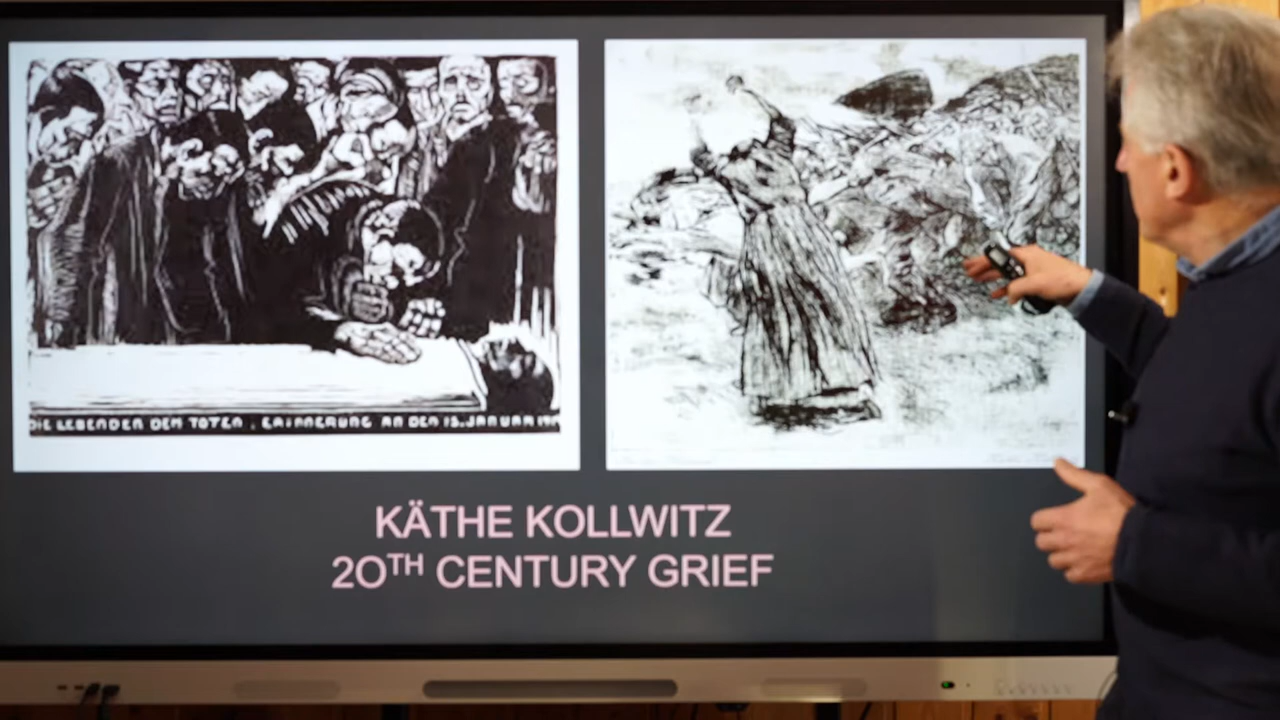 DIE LEBENDEN DEM TOTEN . ERINNERUNG AN DEN 15. JANUAR
KÄTHE KOLLWITZ
20TH CENTURY GRIEF